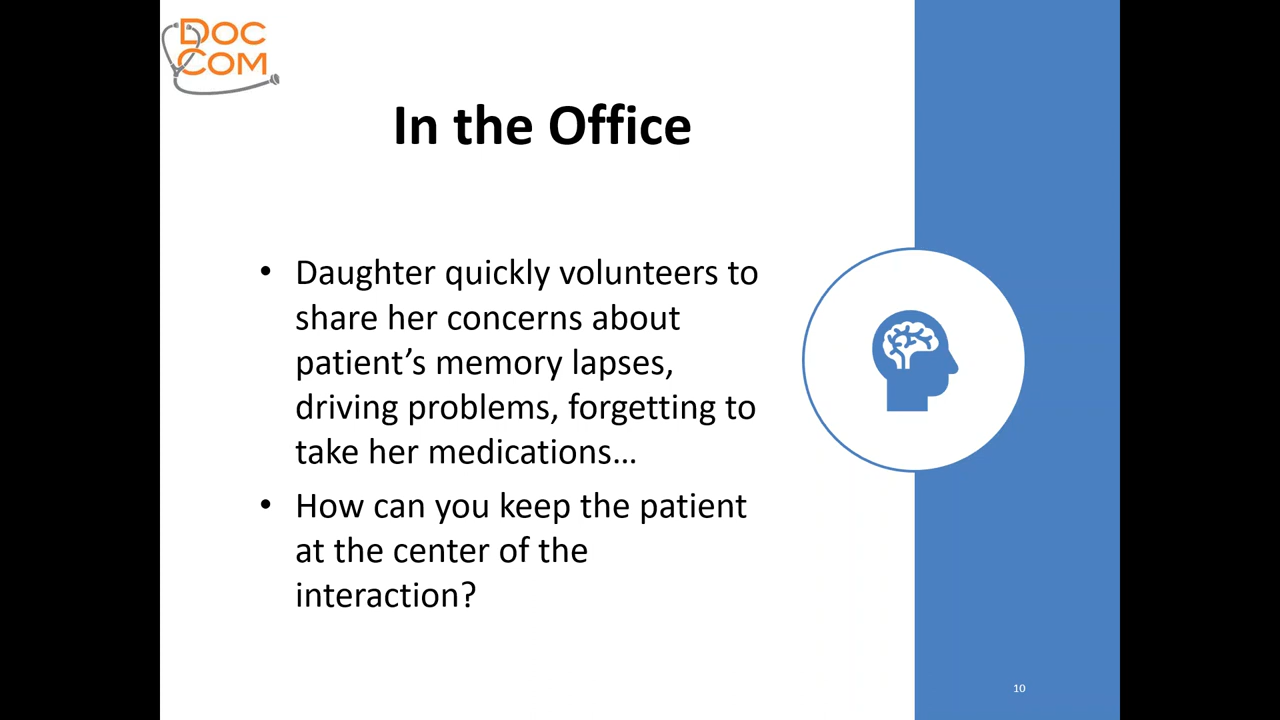 DOC
COM
In the Office
• Daughter quickly volunteers to
share her concerns about
patient’s memory lapses,
driving problems, forgetting to
take her medications…
• How can you keep the patient
at the center of the
interaction?
10